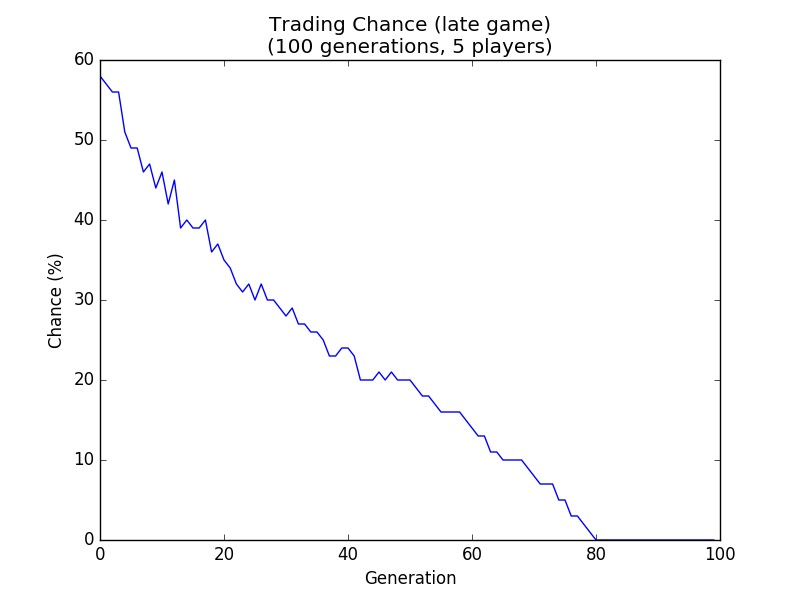 Trading Chance (late game)
(100 generations, 5 players)
60
50
40
30
20
10
0
Chance (%)
0 20 40 60 80 100
Generation